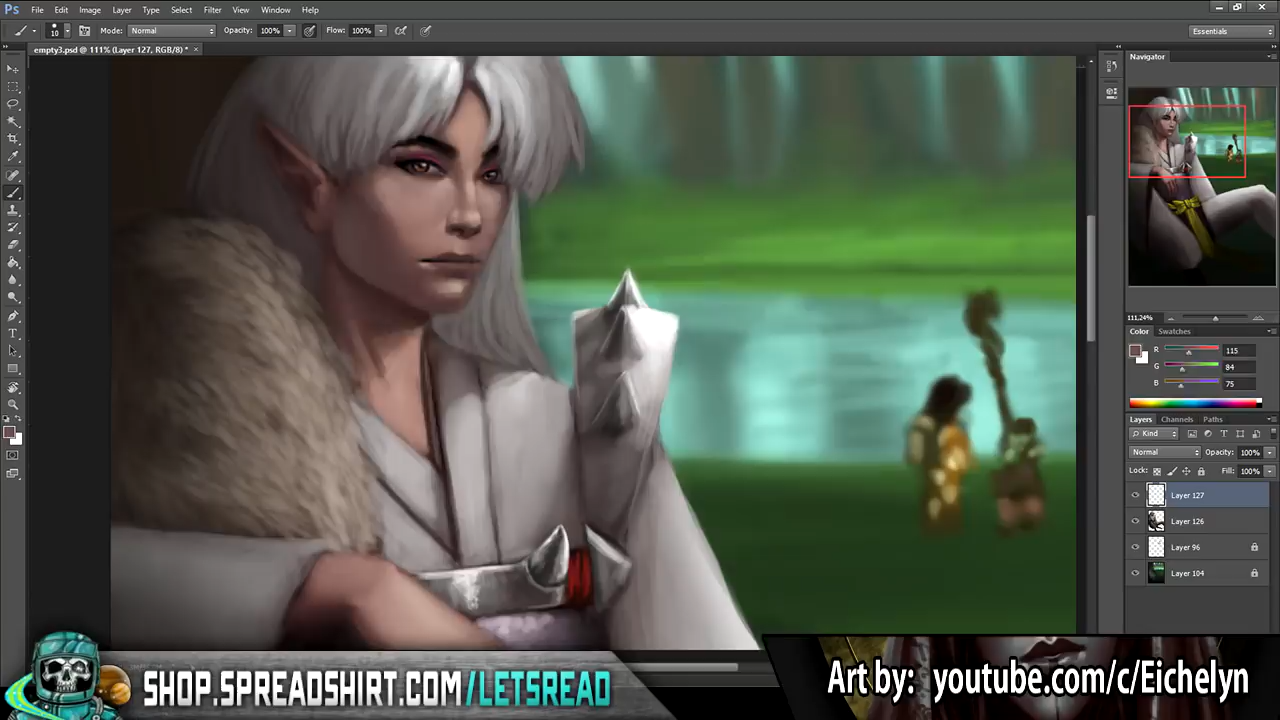 Ps File Edit Image Layer Type Select Filter View Window Help
10 Mode: Normal Opacity: 100% Flow: 100% Essentials
empty3.psd @ 111% (Layer 127, RGB/8) * ×
Navigator
111.24%
Color Swatches
R 115
G 84
B 75
Layers Channels Paths
Kind
Normal Opacity: 100%
Lock: Fill: 100%
Layer 127
Layer 126
Layer 96
Layer 104
SHOP.SPREADSHIRT.COM/LETSREAD
Art by: youtube.com/c/Eichelyn